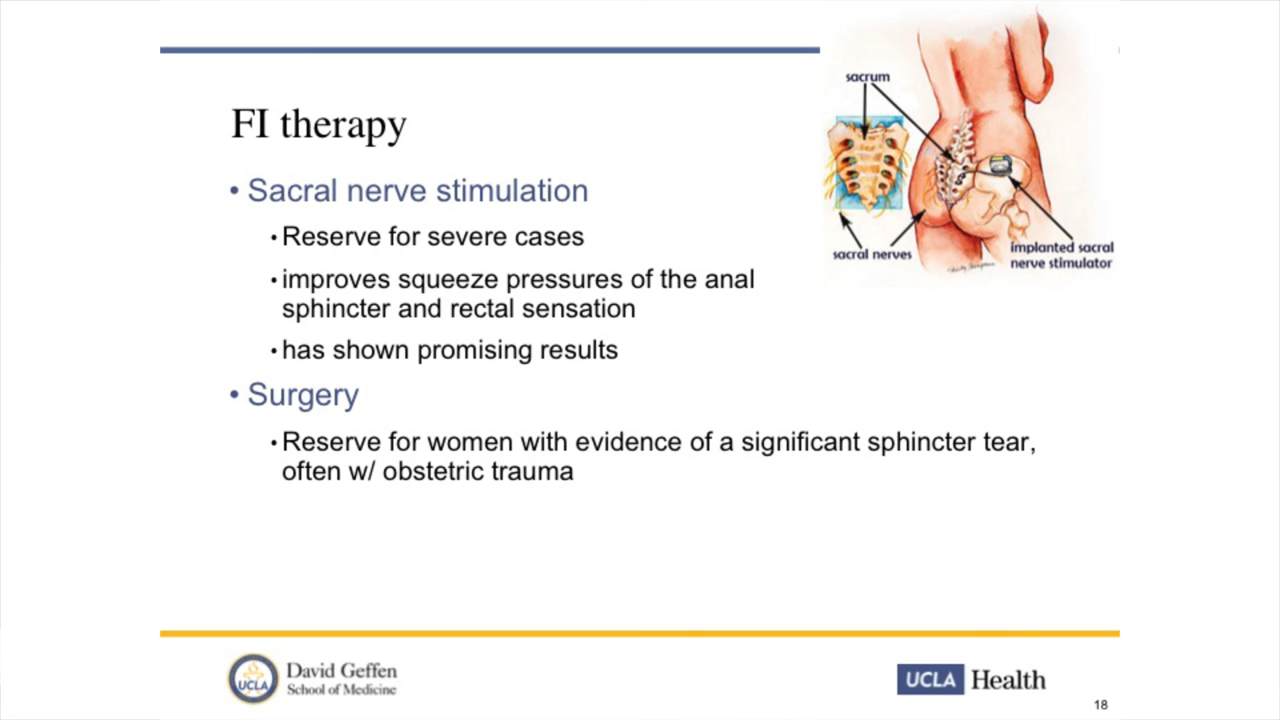 sacrum
FI therapy
• Sacral nerve stimulation
• Reserve for severe cases
• improves squeeze pressures of the anal
sphincter and rectal sensation
• has shown promising results
sacral nerves
implanted sacral
nerve stimulator
• Surgery
• Reserve for women with evidence of a significant sphincter tear,
often w/ obstetric trauma
UCLA
David Geffen
School of Medicine
UCLA Health
18